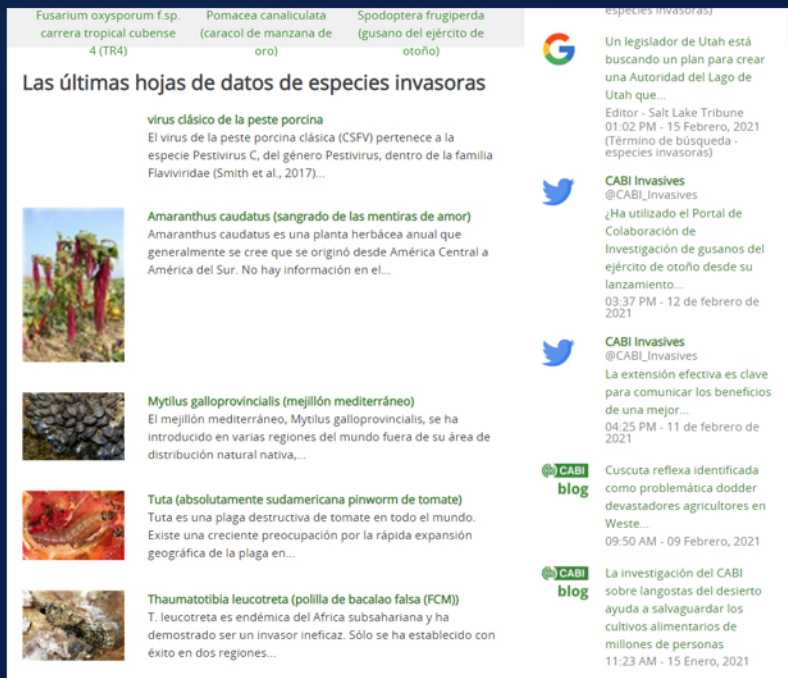 Fusarium oxysporum f.sp.
carrera tropical cubense
4 (TR4)
Pomacea canaliculata
(caracol de manzana de
oro)
Spodoptera frugiperda
(gusano del ejército de
otoño)
Las últimas hojas de datos de especies invasoras
virus clásico de la peste porcina
El virus de la peste porcina clásica (CSFV) pertenece a la
especie Pestivirus C, del género Pestivirus, dentro de la familia
Flaviviridae (Smith et al., 2017)...
Amaranthus caudatus (sangrado de las mentiras de amor)
Amaranthus caudatus es una planta herbácea anual que
generalmente se cree que se originó desde América Central a
América del Sur. No hay información en el...
Mytilus galloprovincialis (mejillón mediterráneo)
El mejillón mediterráneo, Mytilus galloprovincialis, se ha
introducido en varias regiones del mundo fuera de su área de
distribución natural nativa,...
Tuta (absolutamente sudamericana pinworm de tomate)
Tuta es una plaga destructiva de tomate en todo el mundo.
Existe una creciente preocupación por la rápida expansión
geográfica de la plaga en...
Thaumatotibia leucotreta (polilla de bacalao falsa (FCM))
T. leucotreta es endémica del Africa subsahariana y ha
demostrado ser un invasor ineficaz. Sólo se ha establecido con
éxito en dos regiones...
especies invasoras)
Un legislador de Utah está
buscando un plan para crear
una Autoridad del Lago de
Utah que...
Editor - Salt Lake Tribune
01:02 PM - 15 Febrero, 2021
(Término de búsqueda -
especies invasoras)
CABI Invasives
@CABI_Invasives
¿Ha utilizado el Portal de
Colaboración de
Investigación de gusanos del
ejército de otoño desde su
lanzamiento...
03:37 PM - 12 de febrero de
2021
CABI Invasives
@CABI_Invasives
La extensión efectiva es clave
para comunicar los beneficios
de una mejor...
04:25 PM - 11 de febrero de
2021
CABI
blog
Cuscuta reflexa identificada
como problemática dodder
devastadores agricultores en
Weste...
09:50 AM - 09 Febrero, 2021
CABI
blog
La investigación del CABI
sobre langostas del desierto
ayuda a salvaguardar los
cultivos alimentarios de
millones de personas
11:23 AM - 15 Enero, 2021